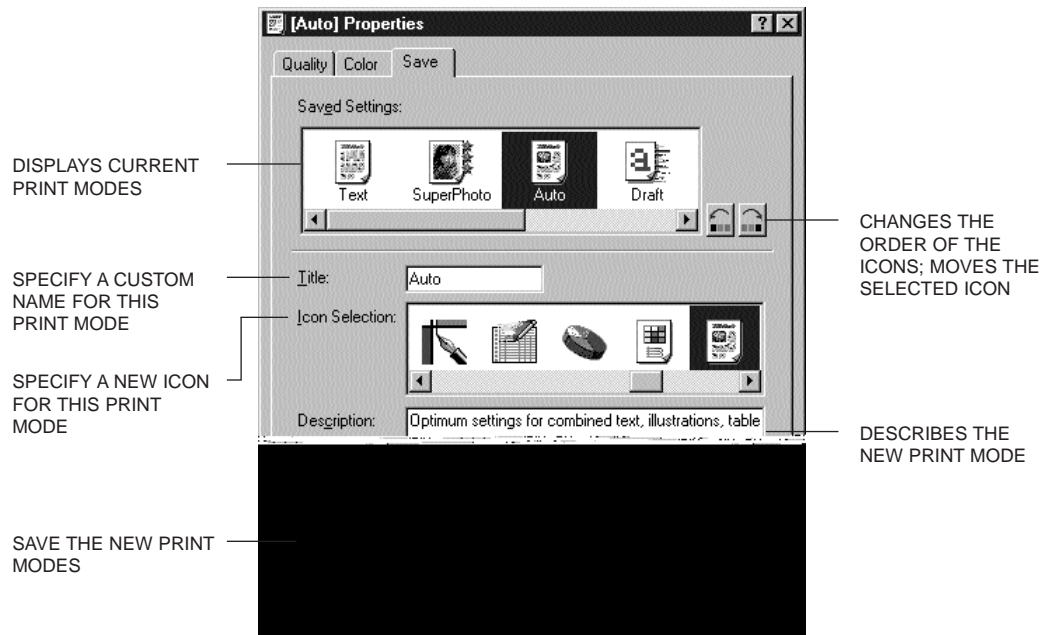 [Auto] Properties
Quality Color Save
Saved Settings:
Text SuperPhoto Auto Draft
DISPLAYS CURRENT
PRINT MODES
CHANGES THE
ORDER OF THE
ICONS; MOVES THE
SELECTED ICON
SPECIFY A CUSTOM
NAME FOR THIS
PRINT MODE
Title: Auto
Icon Selection:
SPECIFY A NEW ICON
FOR THIS PRINT
MODE
Description: Optimum settings for combined text, illustrations, table
DESCRIBES THE
NEW PRINT MODE
SAVE THE NEW PRINT
MODES